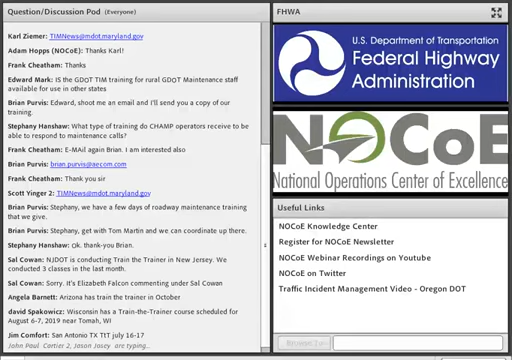 Question/Discussion Pod (Everyone)
Karl Ziemer: TIMNews@mdot.maryland.gov
Adam Hopps (NOCoE): Thanks Karl!
Frank Cheatham: Thanks
Edward Mark: IS the GDOT TIM training for rural GDOT Maintenance staff
available for use in other states
Brian Purvis: Edward, shoot me an email and I'll send you a copy of our
training.
Stephany Hanshaw: What type of training do CHAMP operators receive to be
able to respond to maintenance calls?
Frank Cheatham: E-Mail again Brian. I am interested also
Brian Purvis: brian.purvis@aecom.com
Frank Cheatham: Thank you sir
Scott Yinger 2: TIMNews@mdot.maryland.gov
Brian Purvis: Stephany, we have a few days of roadway maintenance training
that we give.
Brian Purvis: Stephany, get with Tom Martin and we can coordinate up there.
Stephany Hanshaw: Ok. thank-you Brian.
Sal Cowan: NJDOT is conducting Train the Trainer in New Jersey. We
conducted 3 classes in the last month.
Sal Cowan: Sorry. It's Elizabeth Falcon commenting under Sal Cowan
Angela Barnett: Arizona has train the trainer in October
david Spakowicz: Wisconsin has a Train-the-Trainer course scheduled for
August 6-7, 2019 near Tomah, WI
Jim Comfort: San Antonio TX TtT july 16-17
John Paul Cartier 2, Jason Josey are typing...
FHWA
U.S. Department of Transportation
Federal Highway
Administration
NOCoE
National Operations Center of Excellence
Useful Links
NOCoE Knowledge Center
Register for NOCoE Newsletter
NOCoE Webinar Recordings on Youtube
NOCoE on Twitter
Traffic Incident Management Video - Oregon DOT
Browse To